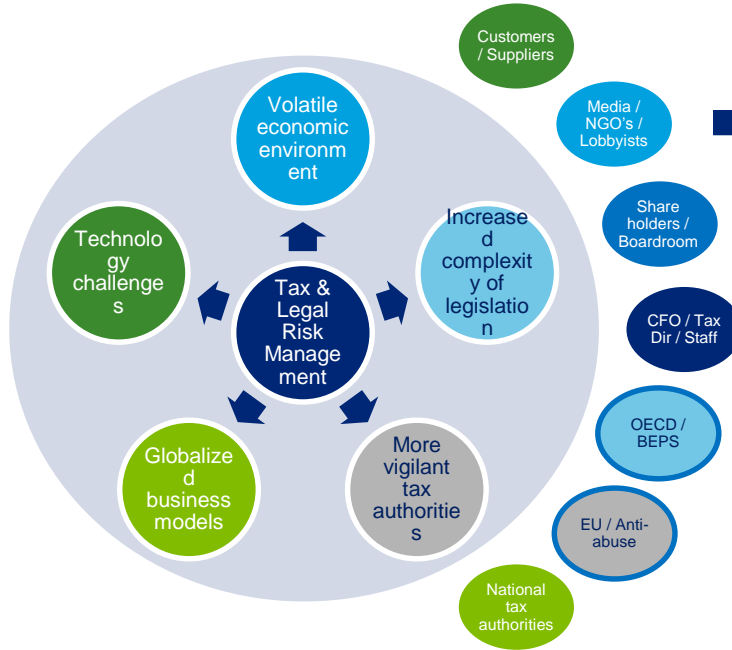 Customers
/ Suppliers
Media /
NGO's /
Lobbyists
Share
holders /
Boardroom
CFO / Tax
Dir / Staff
OECD /
BEPS
EU / Anti-
abuse
National
tax
authorities
Volatile
economic
environm
ent
Increase
d
complexit
y of
legislatio
n
More
vigilant
tax
authoritie
s
Globalize
d
business
models
Technolo
gy
challenge
s
Tax &
Legal
Risk
Manage
ment